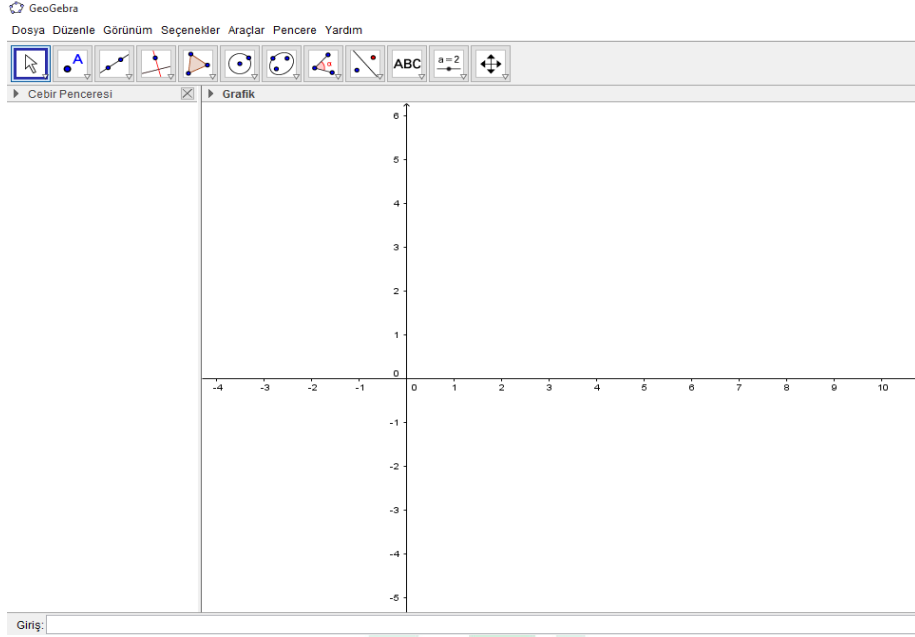 GeoGebra
Dosya Düzenle Görünüm Seçenekler Araçlar Pencere Yardım
A α ABC a=2
Cebir Penceresi Grafik
6
5
4
3
2
1
0
-4 -3 -2 -1 0 1 2 3 4 5 6 7 8 9 10
-1
-2
-3
-4
-5
Giriş: